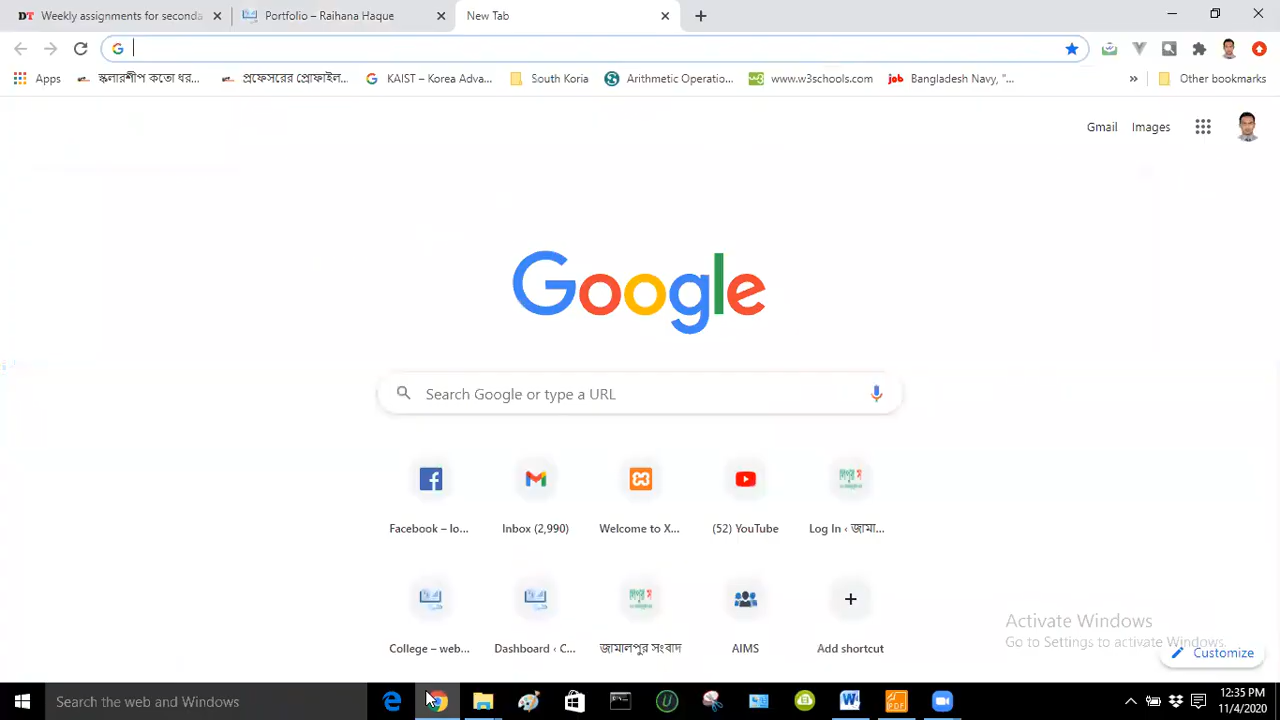 DT Weekly assignments for seconda
Portfolio – Raihana Haque
New Tab
Apps
স্কলারশীপ কতো ধর...
প্রফেসরের প্রোফাইল...
KAIST – Korea Adva...
South Koria
Arithmetic Operatio...
www.w3schools.com
job Bangladesh Navy, "...
»
Other bookmarks
Gmail
Images
Google
Search Google or type a URL
Facebook – lo...
Inbox (2,990)
Welcome to X...
(52) YouTube
Log In ‹ জামা...
College – web...
Dashboard ‹ C...
জামালপুর সংবাদ
AIMS
Add shortcut
Activate Windows
Go to Settings to activate Windows.
Customize
Search the web and Windows
12:35 PM
11/4/2020